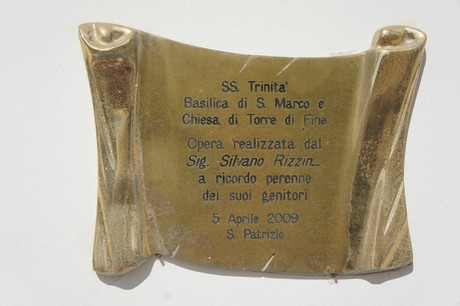 SS. Trinita'
Basilica di S. Marco e
Chiesa di Torre di Fine
Opera realizzata dal
Sig. Silvano Rizzin...
a ricordo perenne
dei suoi genitori
5 Aprile 2009
S. Patrizio